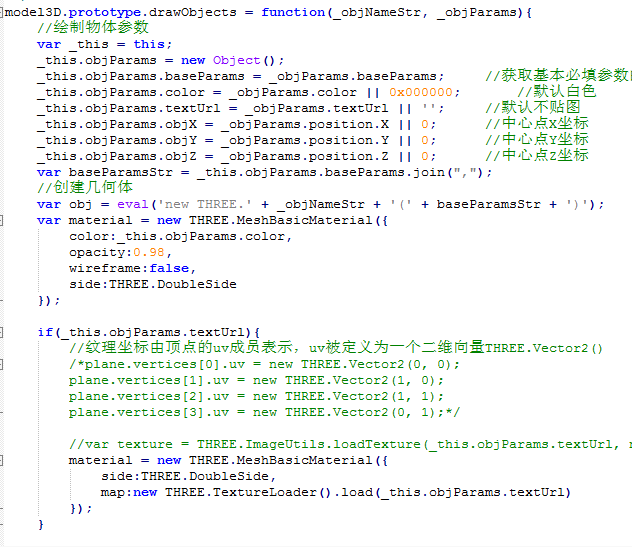 model3D.prototype.drawObjects = function(_objNameStr, _objParams){
//绘制物体参数
var _this = this;
_this.objParams = new Object();
_this.objParams.baseParams = _objParams.baseParams; //获取基本必填参数
_this.objParams.color = _objParams.color || 0x000000; //默认白色
_this.objParams.textUrl = _objParams.textUrl || ''; //默认不贴图
_this.objParams.objX = _objParams.position.X || 0; //中心点X坐标
_this.objParams.objY = _objParams.position.Y || 0; //中心点Y坐标
_this.objParams.objZ = _objParams.position.Z || 0; //中心点Z坐标
var baseParamsStr = _this.objParams.baseParams.join(",");
//创建几何体
var obj = eval('new THREE.' + _objNameStr + '(' + baseParamsStr + ')');
var material = new THREE.MeshBasicMaterial({
color:_this.objParams.color,
opacity:0.98,
wireframe:false,
side:THREE.DoubleSide
});
if(_this.objParams.textUrl){
//纹理坐标由顶点的uv成员表示，uv被定义为一个二维向量THREE.Vector2()
/*plane.vertices[0].uv = new THREE.Vector2(0, 0);
plane.vertices[1].uv = new THREE.Vector2(1, 0);
plane.vertices[2].uv = new THREE.Vector2(1, 1);
plane.vertices[3].uv = new THREE.Vector2(0, 1);*/
//var texture = THREE.ImageUtils.loadTexture(_this.objParams.textUrl,
material = new THREE.MeshBasicMaterial({
side:THREE.DoubleSide,
map:new THREE.TextureLoader().load(_this.objParams.textUrl)
});
}